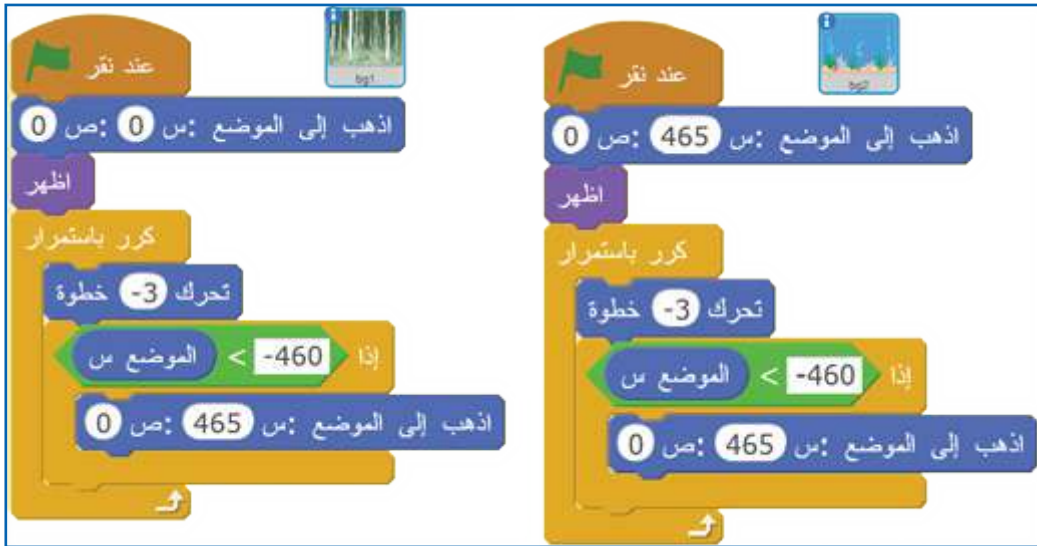 bg1
عند نقر
اذهب إلى الموضع :س 0 :ص 0
اظهر
كرر باستمرار
تحرك -3 خطوة
إذا -460 > الموضع س
اذهب إلى الموضع :س 465 :ص 0
bg2
عند نقر
اذهب إلى الموضع :س 465 :ص 0
اظهر
كرر باستمرار
تحرك -3 خطوة
إذا -460 > الموضع س
اذهب إلى الموضع :س 465 :ص 0